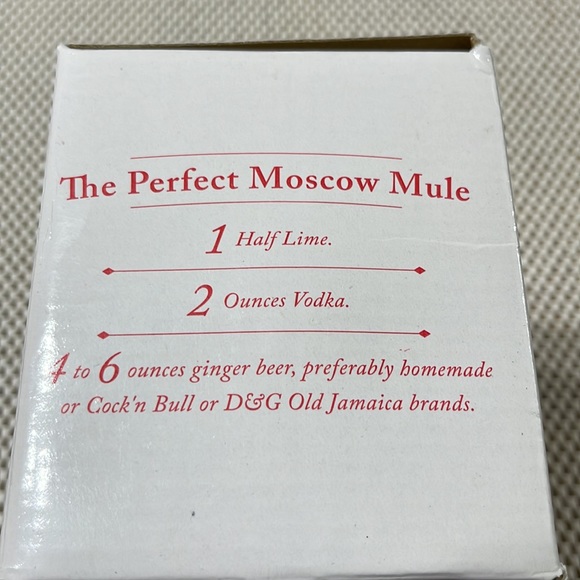 The Perfect Moscow Mule
1 Half Lime.
2 Ounces Vodka.
4 to 6 ounces ginger beer, preferably homemade
or Cock'n Bull or D&G Old Jamaica brands.